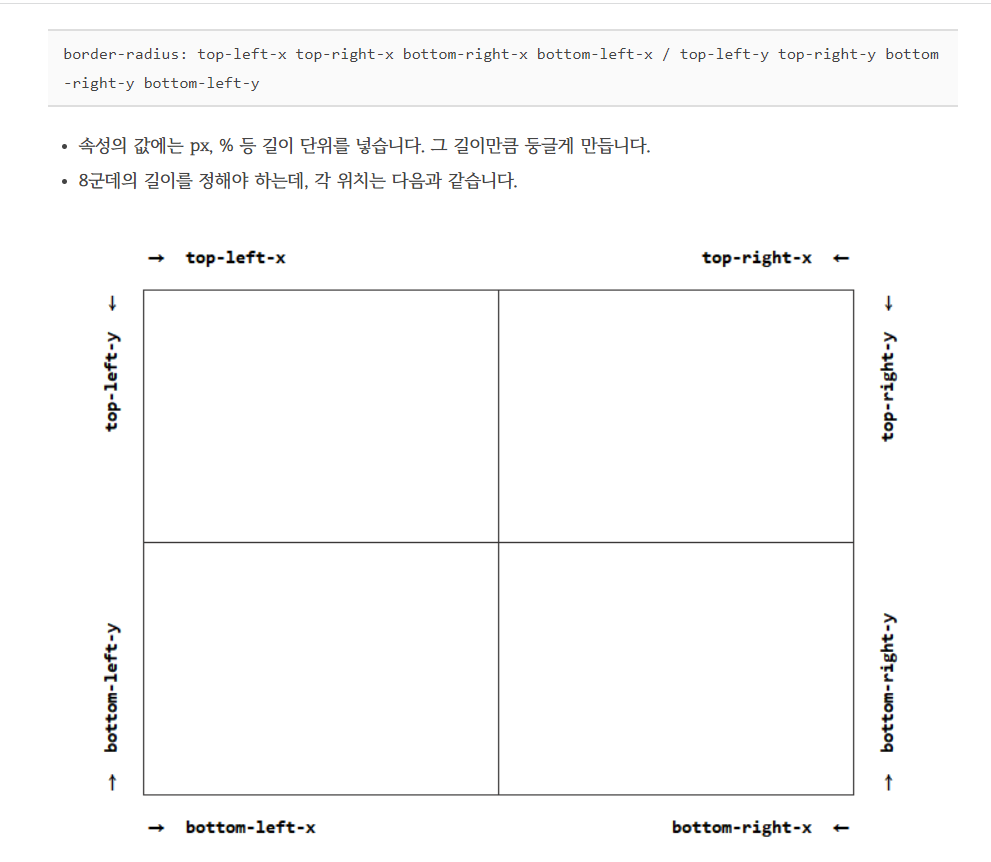 border-radius: top-left-x top-right-x bottom-right-x bottom-left-x / top-left-y top-right-y bottom
-right-y bottom-left-y
• 속성의 값에는 px, % 등 길이 단위를 넣습니다. 그 길이만큼 둥글게 만듭니다.
• 8군데의 길이를 정해야 하는데, 각 위치는 다음과 같습니다.
→ top-left-x
top-right-x ←
top-left-y →
top-right-y →
bottom-left-y ←
bottom-right-y ←
→ bottom-left-x
bottom-right-x ←